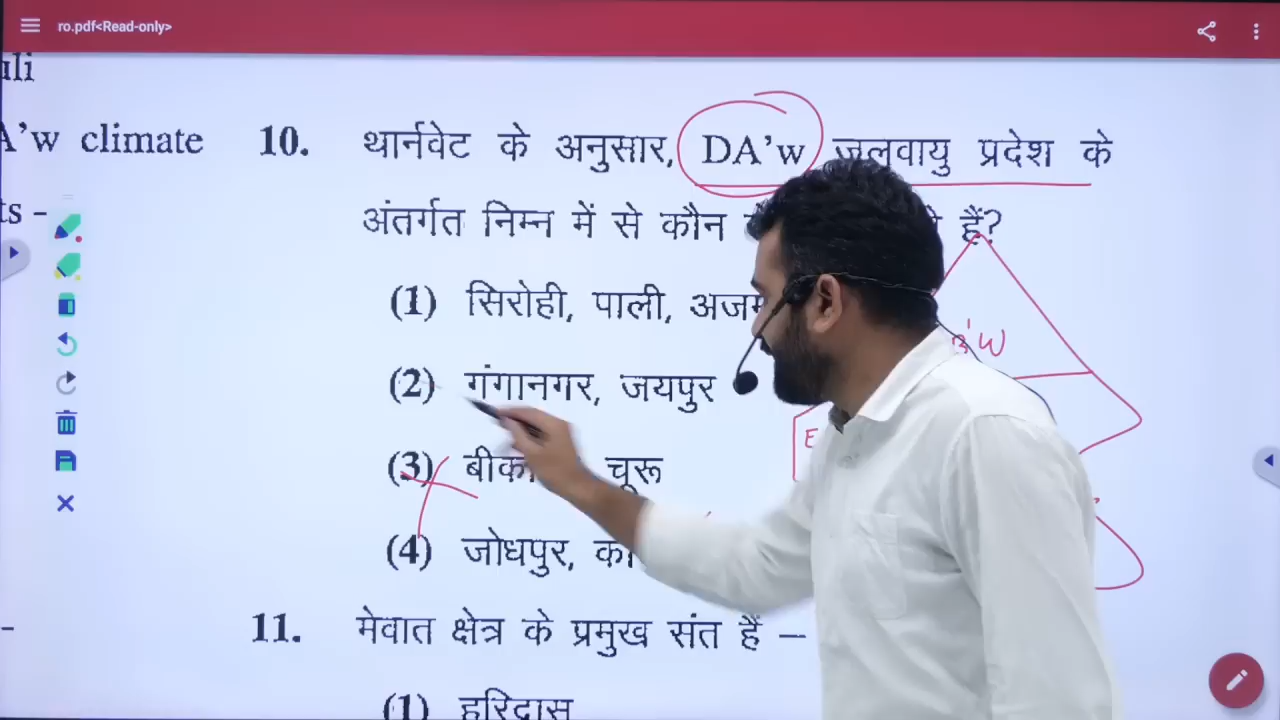 ro.pdf<Read-only>
uli
A'w climate
10. थार्नवेट के अनुसार, DA'w जलवायु प्रदेश के
ts -
अंतर्गत निम्न में से कौन हैं?
(1) सिरोही, पाली,
(2) गंगानगर, जयपुर
B'W
E
(3) चूरू
(4) जोधपुर,
11. मेवात क्षेत्र के प्रमुख संत हैं –
-
(1) हरिदास